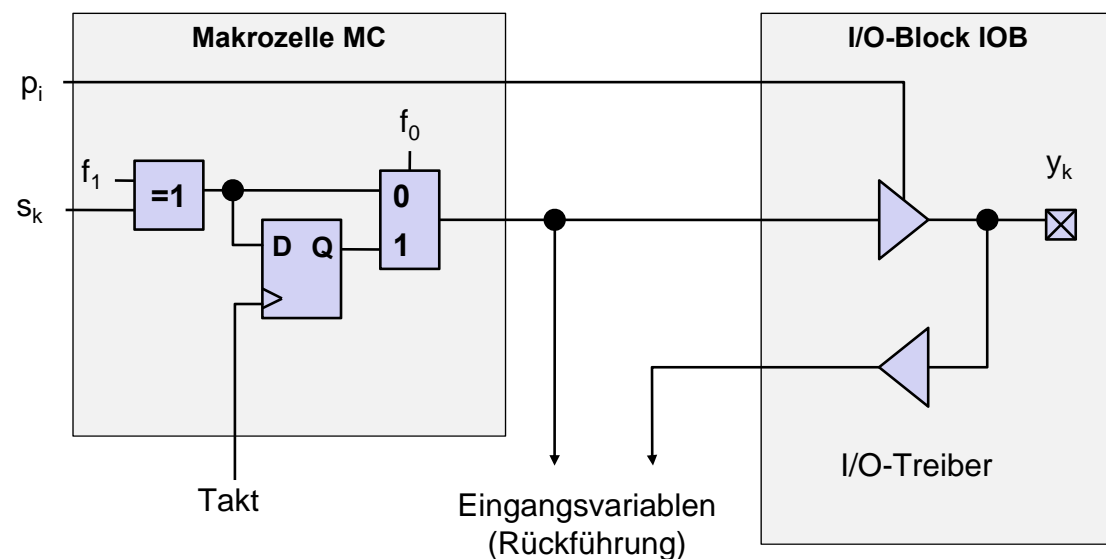 Makrozelle MC
I/O-Block IOB
pi
f0
f1
=1
sk
0
1
D Q
yk
Takt
I/O-Treiber
Eingangsvariablen
(Rückführung)